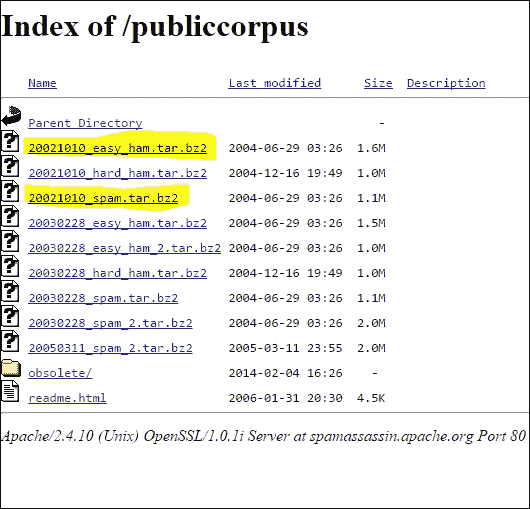 Index of /publiccorpus
Name Last modified Size Description
Parent Directory -
20021010_easy_ham.tar.bz2 2004-06-29 03:26 1.6M
20021010_hard_ham.tar.bz2 2004-12-16 19:49 1.0M
20021010_spam.tar.bz2 2004-06-29 03:26 1.1M
20030228_easy_ham.tar.bz2 2004-06-29 03:26 1.5M
20030228_easy_ham_2.tar.bz2 2004-06-29 03:26 1.0M
20030228_hard_ham.tar.bz2 2004-12-16 19:49 1.0M
20030228_spam.tar.bz2 2004-06-29 03:26 1.1M
20030228_spam_2.tar.bz2 2004-06-29 03:26 2.0M
20050311_spam_2.tar.bz2 2005-03-11 23:55 2.0M
obsolete/ 2014-02-04 16:26 -
readme.html 2006-01-31 20:30 4.5K
Apache/2.4.10 (Unix) OpenSSL/1.0.1i Server at spamassassin.apache.org Port 80